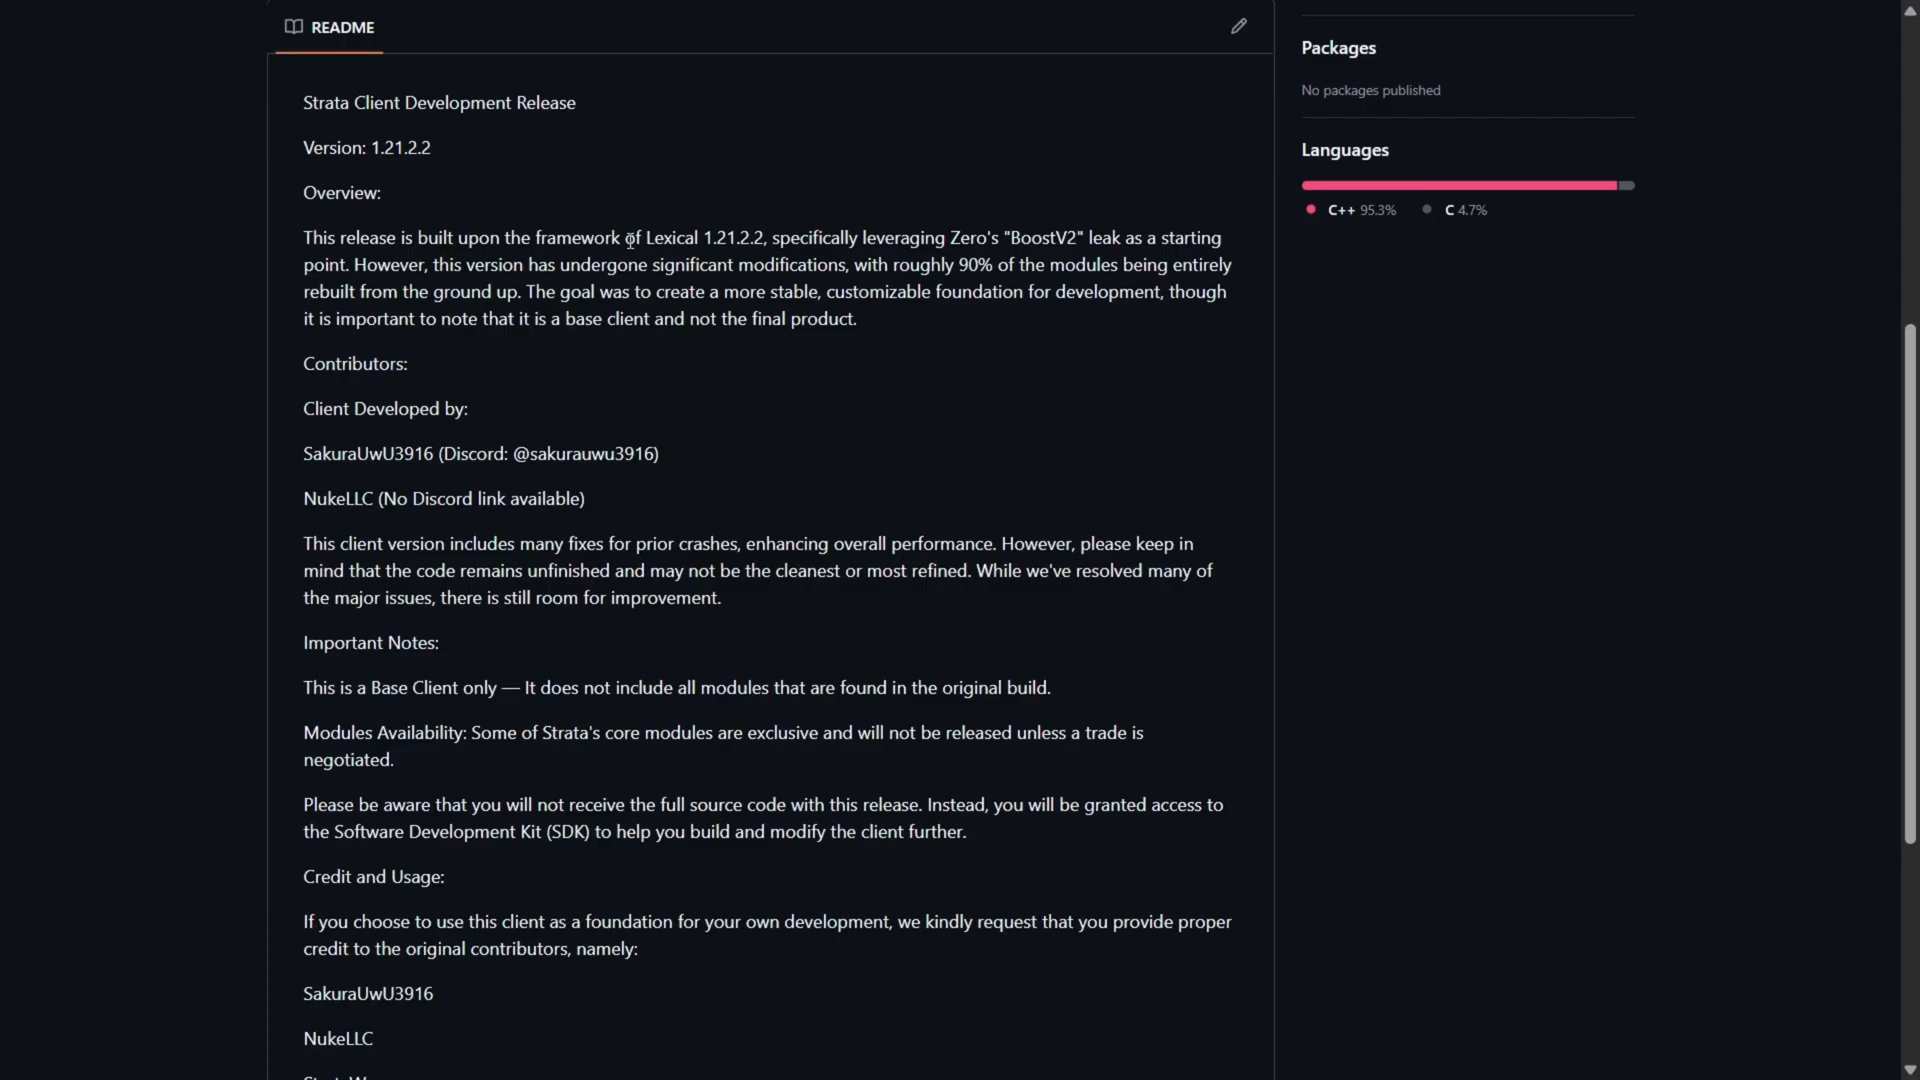 README
Strata Client Development Release
Version: 1.21.2.2
Overview:
This release is built upon the framework of Lexical 1.21.2.2, specifically leveraging Zero's "BoostV2" leak as a starting
point. However, this version has undergone significant modifications, with roughly 90% of the modules being entirely
rebuilt from the ground up. The goal was to create a more stable, customizable foundation for development, though
it is important to note that it is a base client and not the final product.
Contributors:
Client Developed by:
SakuraUwU3916 (Discord: @sakurauwu3916)
NukeLLC (No Discord link available)
This client version includes many fixes for prior crashes, enhancing overall performance. However, please keep in
mind that the code remains unfinished and may not be the cleanest or most refined. While we've resolved many of
the major issues, there is still room for improvement.
Important Notes:
This is a Base Client only — It does not include all modules that are found in the original build.
Modules Availability: Some of Strata's core modules are exclusive and will not be released unless a trade is
negotiated.
Please be aware that you will not receive the full source code with this release. Instead, you will be granted access to
the Software Development Kit (SDK) to help you build and modify the client further.
Credit and Usage:
If you choose to use this client as a foundation for your own development, we kindly request that you provide proper
credit to the original contributors, namely:
SakuraUwU3916
NukeLLC
Packages
No packages published
Languages
C++ 95.3%
C 4.7%